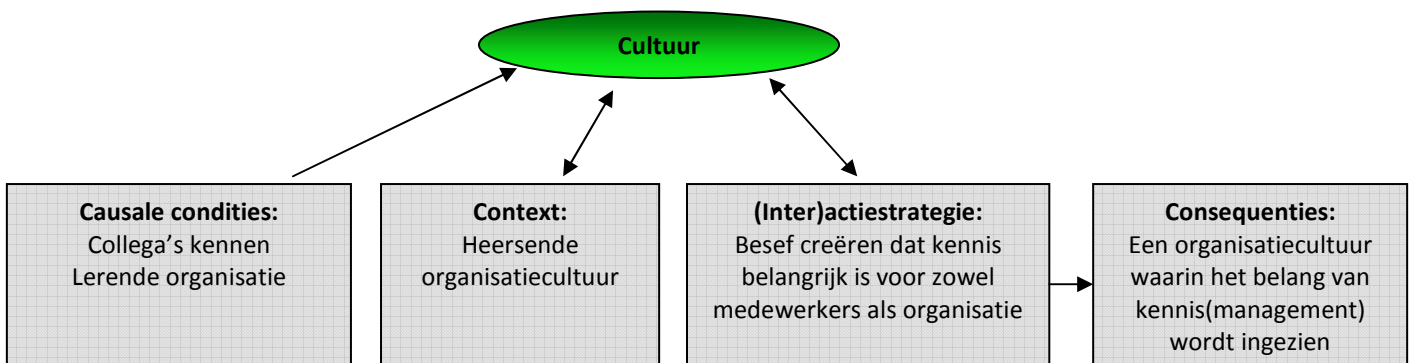 Cultuur
Causale condities:
Collega's kennen
Lerende organisatie
Context:
Heersende
organisatiecultuur
(Inter)actiestrategie:
Besef creëren dat kennis
belangrijk is voor zowel
medewerkers als organisatie
Consequenties:
Een organisatiecultuur
waarin het belang van
kennis(management)
wordt ingezien